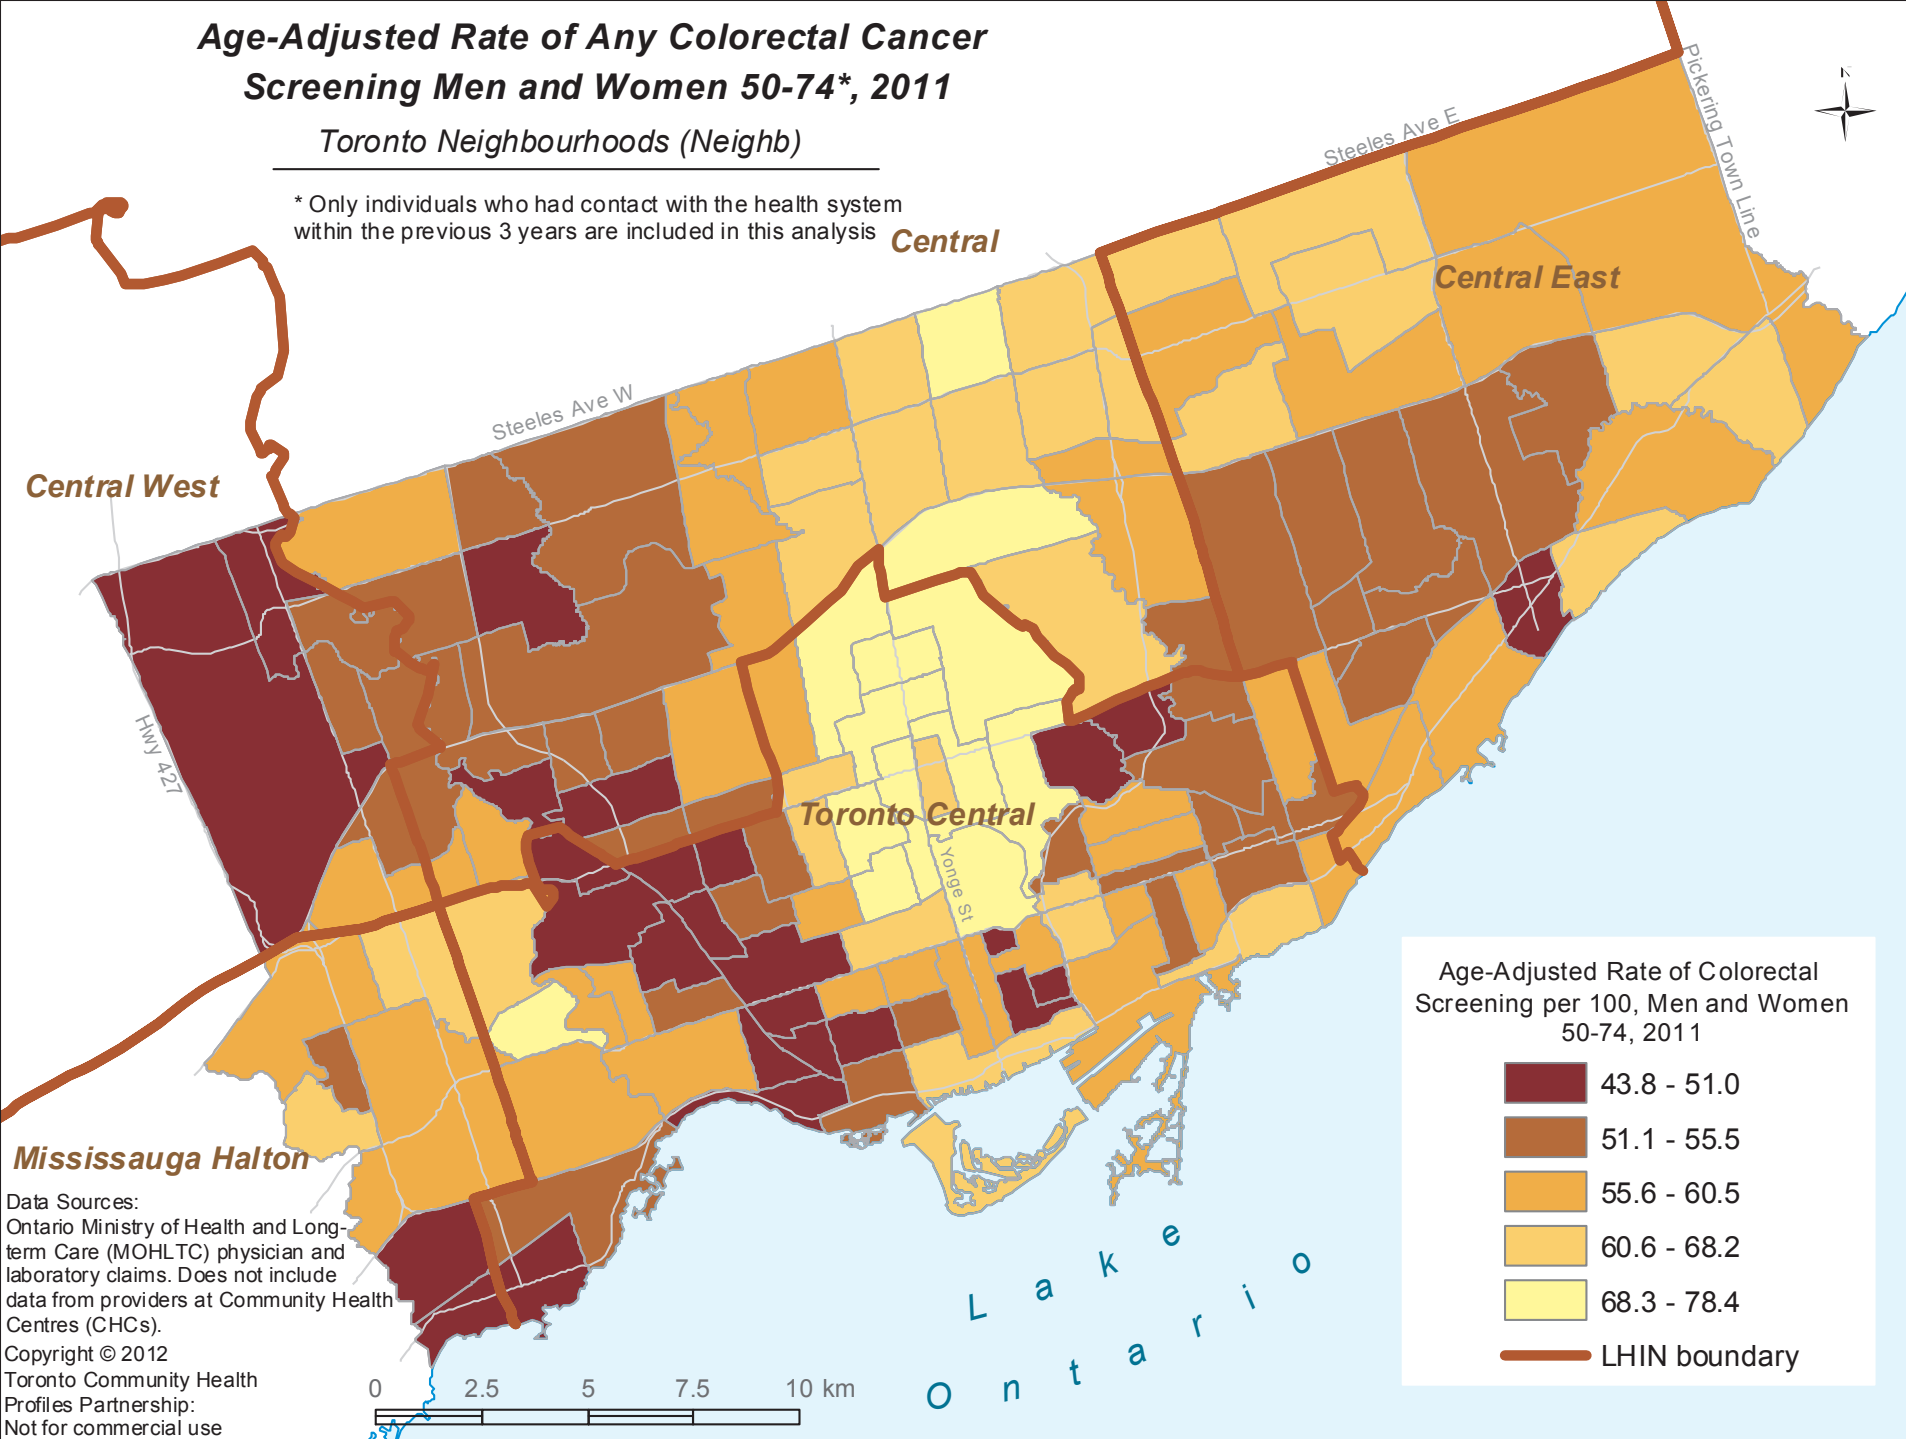 Age-Adjusted Rate of Any Colorectal Cancer
Screening Men and Women 50-74*, 2011
Toronto Neighbourhoods (Neighb)
* Only individuals who had contact with the health system
within the previous 3 years are included in this analysis
Central
Central East
Central West
Toronto Central
Mississauga Halton
Steeles Ave E
Steeles Ave W
Pickering Town Line
Hwy 427
Yonge St
N
Lake
Ontario
Age-Adjusted Rate of Colorectal
Screening per 100, Men and Women
50-74, 2011
43.8 - 51.0
51.1 - 55.5
55.6 - 60.5
60.6 - 68.2
68.3 - 78.4
LHIN boundary
Data Sources:
Ontario Ministry of Health and Long-
term Care (MOHLTC) physician and
laboratory claims. Does not include
data from providers at Community Health
Centres (CHCs).
Copyright © 2012
Toronto Community Health
Profiles Partnership:
Not for commercial use
0 2.5 5 7.5 10 km